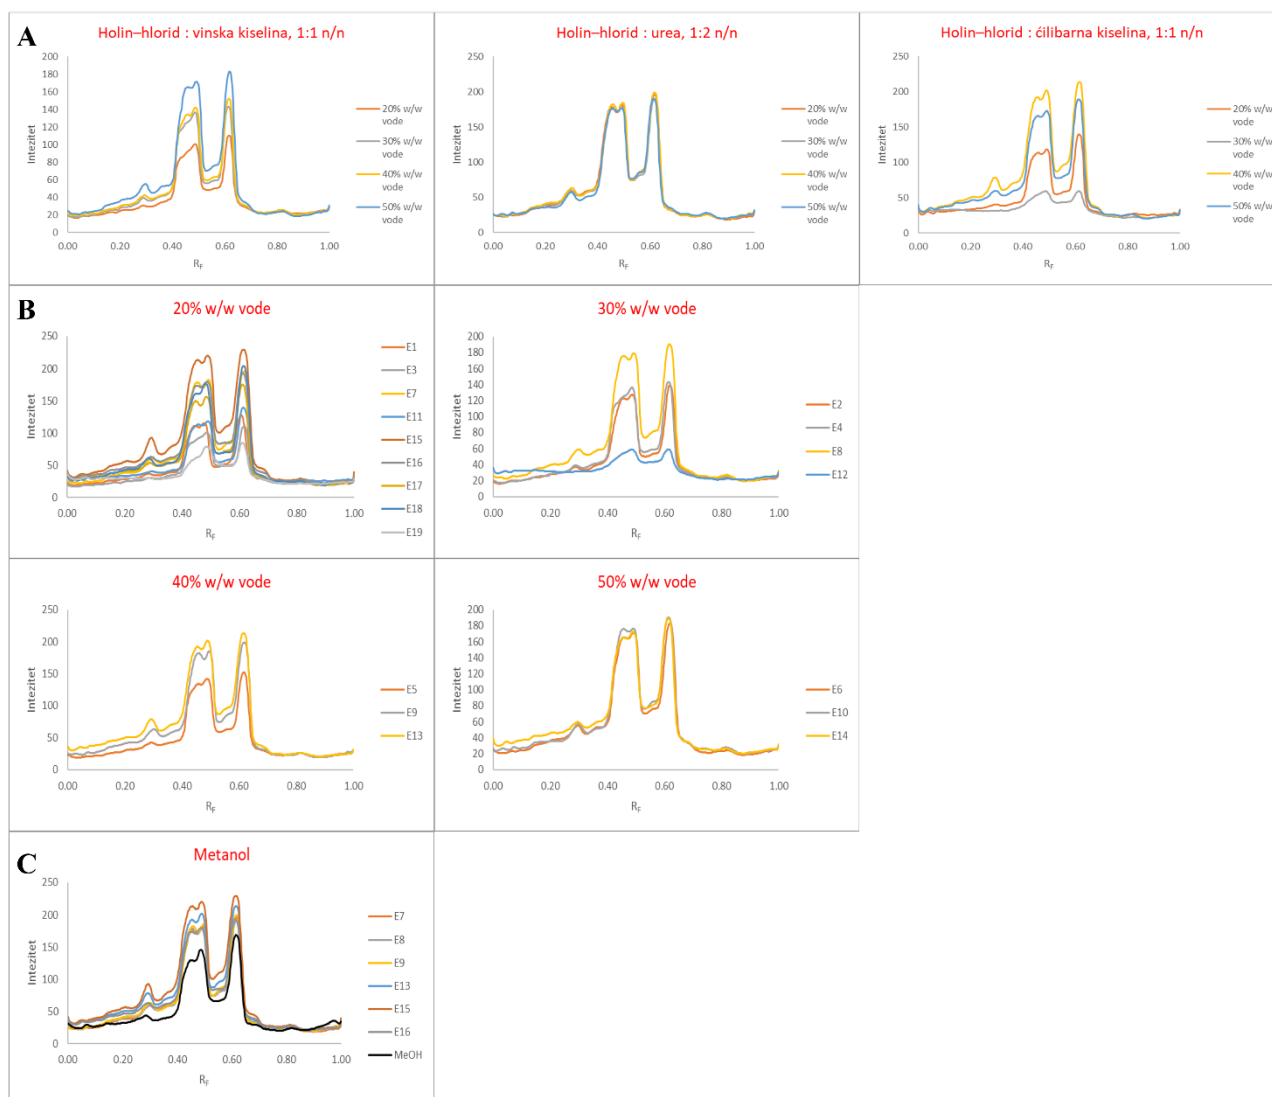 A
Holin–hlorid : vinska kiselina, 1:1 n/n
200
180
160
140
120
100
80
60
40
20
0
Intezitet
0.00 0.20 0.40 0.60 0.80 1.00
RF
20% w/w vode
30% w/w vode
40% w/w vode
50% w/w vode
Holin–hlorid : urea, 1:2 n/n
250
200
150
100
50
0
Intezitet
0.00 0.20 0.40 0.60 0.80 1.00
RF
20% w/w vode
30% w/w vode
40% w/w vode
50% w/w vode
Holin–hlorid : ćilibarna kiselina, 1:1 n/n
250
200
150
100
50
0
Intezitet
0.00 0.20 0.40 0.60 0.80 1.00
RF
20% w/w vode
30% w/w vode
40% w/w vode
50% w/w vode
B
20% w/w vode
250
200
150
100
50
0
Intezitet
0.00 0.20 0.40 0.60 0.80 1.00
RF
E1
E3
E7
E11
E15
E16
E17
E18
E19
30% w/w vode
200
180
160
140
120
100
80
60
40
20
0
Intezitet
0.00 0.20 0.40 0.60 0.80 1.00
RF
E2
E4
E8
E12
40% w/w vode
250
200
150
100
50
0
Intezitet
0.00 0.20 0.40 0.60 0.80 1.00
RF
E5
E9
E13
50% w/w vode
200
180
160
140
120
100
80
60
40
20
0
Intezitet
0.00 0.20 0.40 0.60 0.80 1.00
RF
E6
E10
E14
C
Metanol
250
200
150
100
50
0
Intezitet
0.00 0.20 0.40 0.60 0.80 1.00
RF
E7
E8
E9
E13
E15
E16
MeOH